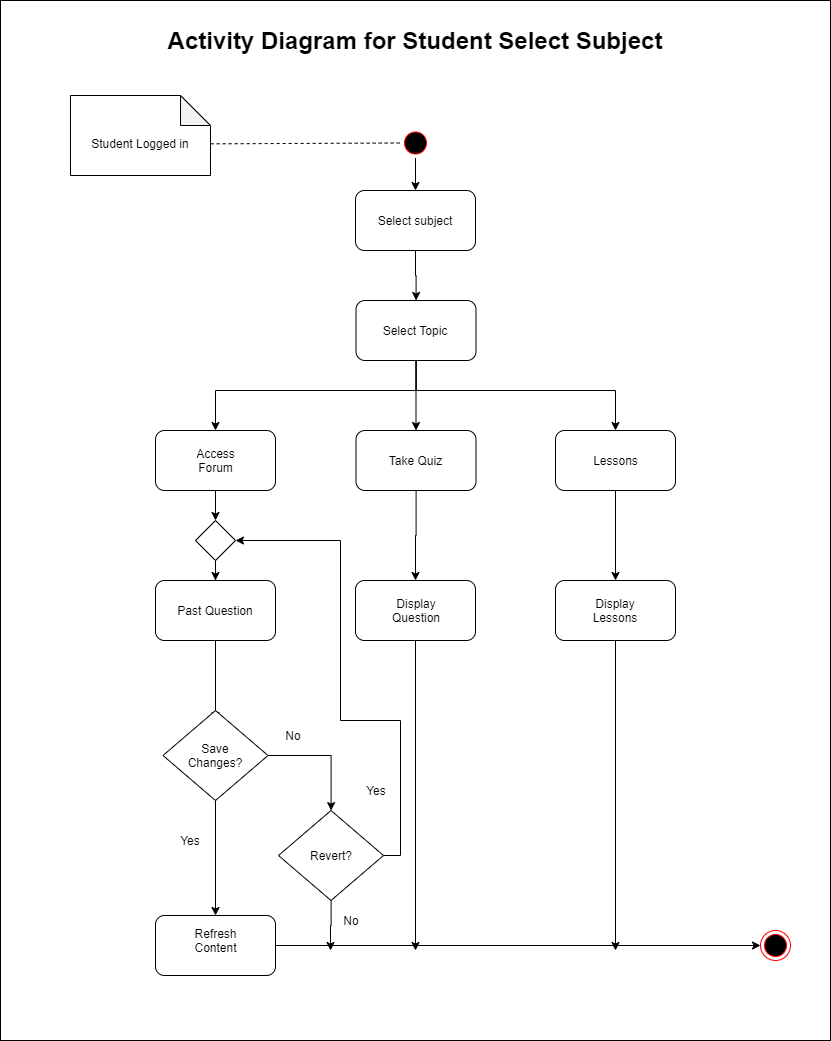 Activity Diagram for Student Select Subject
Student Logged in
Select subject
Select Topic
Access
Forum
Take Quiz
Lessons
Past Question
Display
Question
Display
Lessons
Save
Changes?
No
Yes
Yes
Revert?
No
Refresh
Content